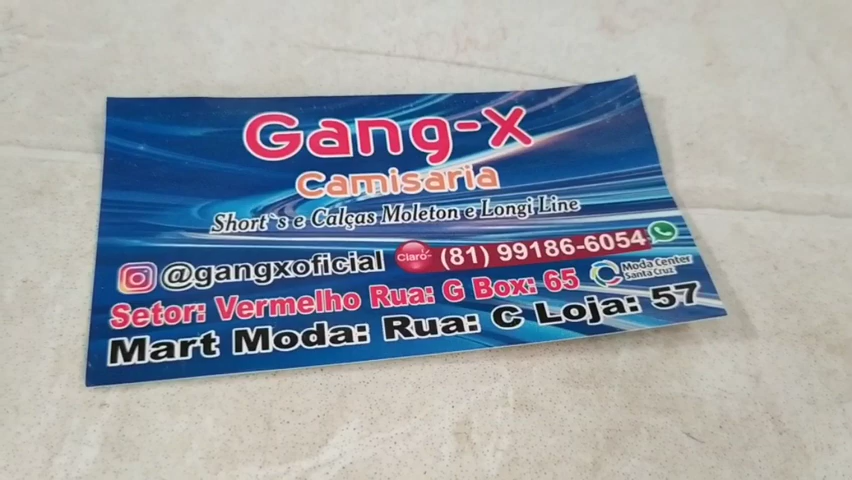 Gang-X
Camisaria
Short`s e Calças Moleton e Longi Line
@gangxoficial Claro- (81) 99186-6054
Moda Center
Santa Cruz
Setor: Vermelho Rua: G Box: 65
Mart Moda: Rua: C Loja: 57